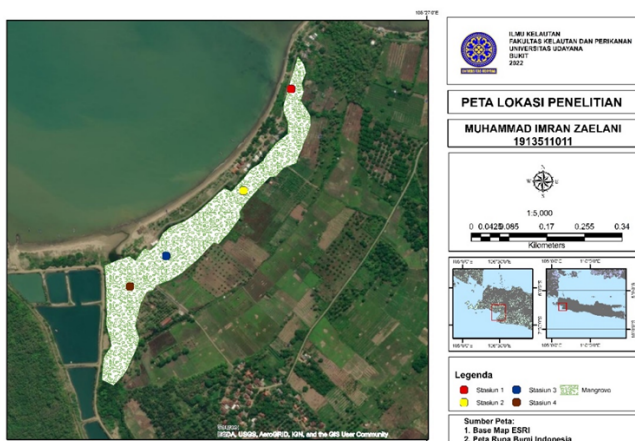 ILMU KELAUTAN
FAKULTAS KELAUTAN DAN PERIKANAN
UNIVERSITAS UDAYANA
BUKIT
2022
PETA LOKASI PENELITIAN
MUHAMMAD IMRAN ZAELANI
1913511011
1:5,000
0 0.0425 0.085 0.17 0.255 0.34
Kilometers
Legenda
Stasiun 1 Stasiun 3 Mangrove
Stasiun 2 Stasiun 4
USGS, AeroGRID, IGN, and the GIS User Community
Sumber Peta:
1. Base Map ESRI
2. Peta Rupa Bumi Indonesia